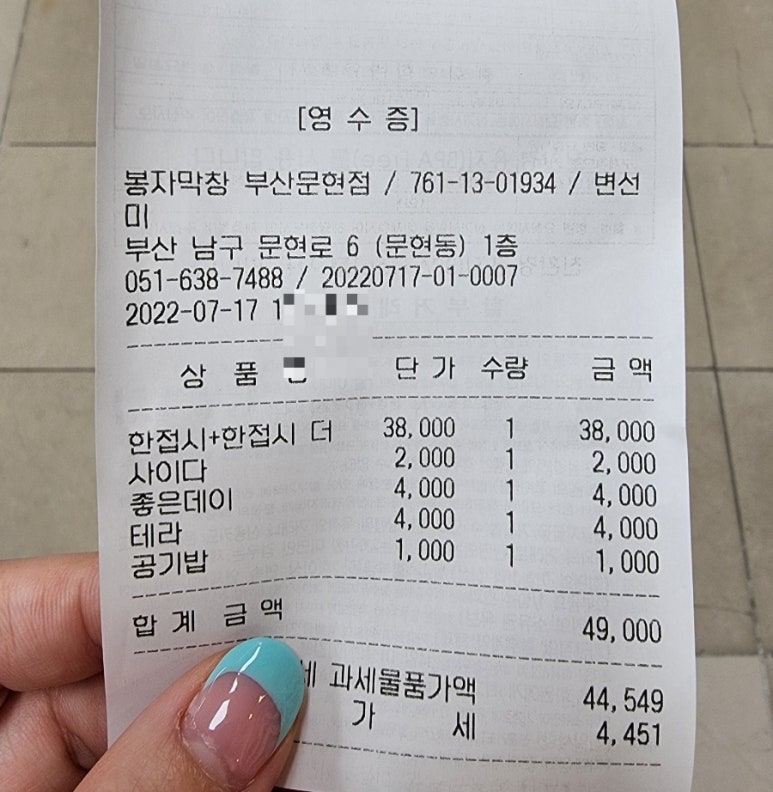 [영 수 증]
봉자막창 부산문현점 / 761-13-01934 / 변선
미
부산 남구 문현로 6 (문현동) 1층
051-638-7488 / 20220717-01-0007
2022-07-17
상 품 단 가 수량 금 액
한접시+한접시 더 38,000 1 38,000
사이다 2,000 1 2,000
좋은데이 4,000 1 4,000
테라 4,000 1 4,000
공기밥 1,000 1 1,000
합 계 금 액 49,000
세 과세물품가액 44,549
가 세 4,451